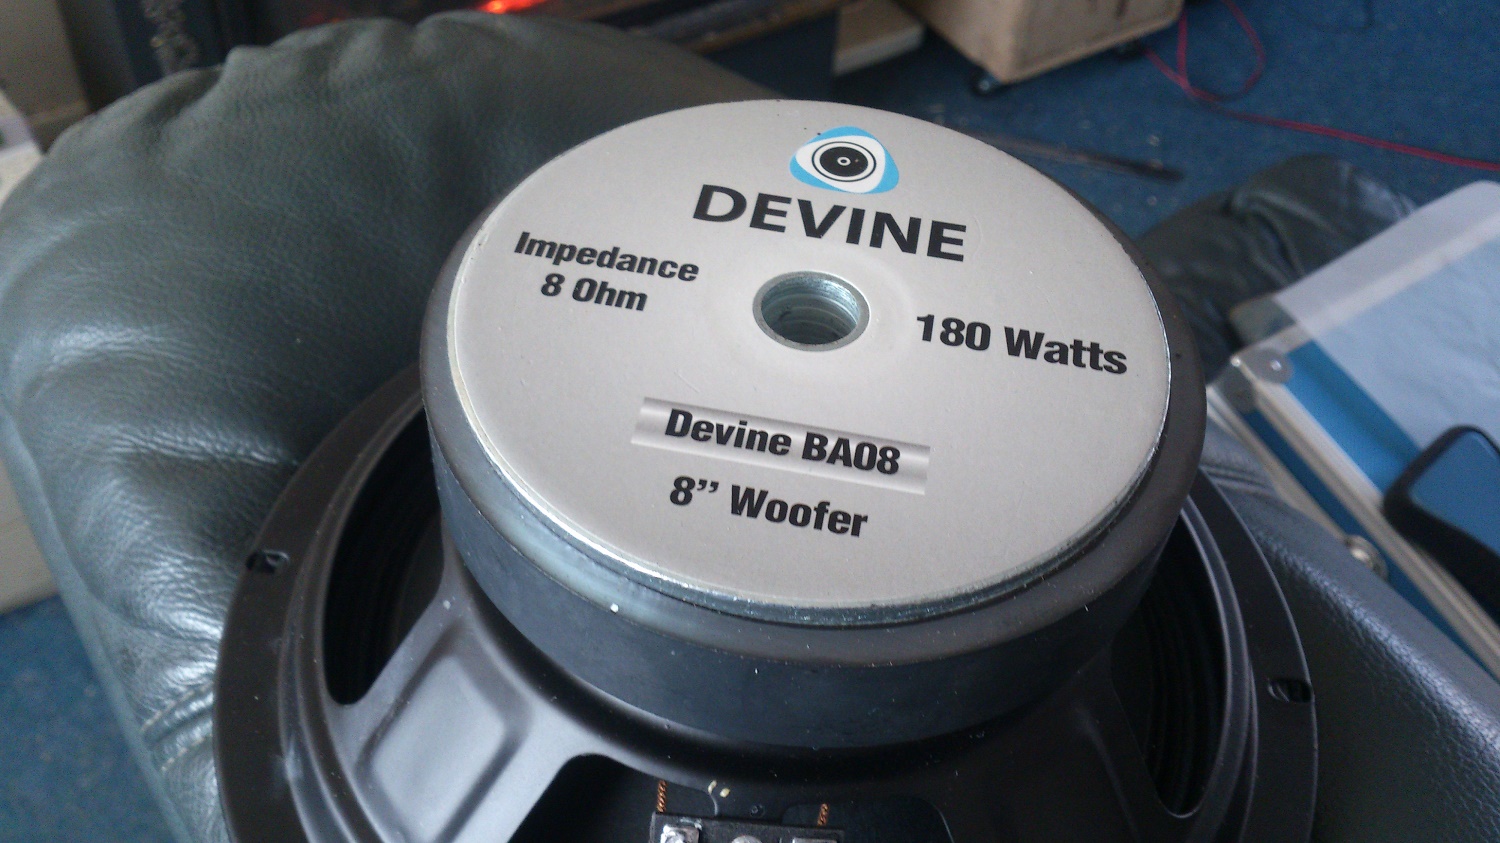 DEVINE
Impedance
8 Ohm
180 Watts
Devine BA08
8” Woofer